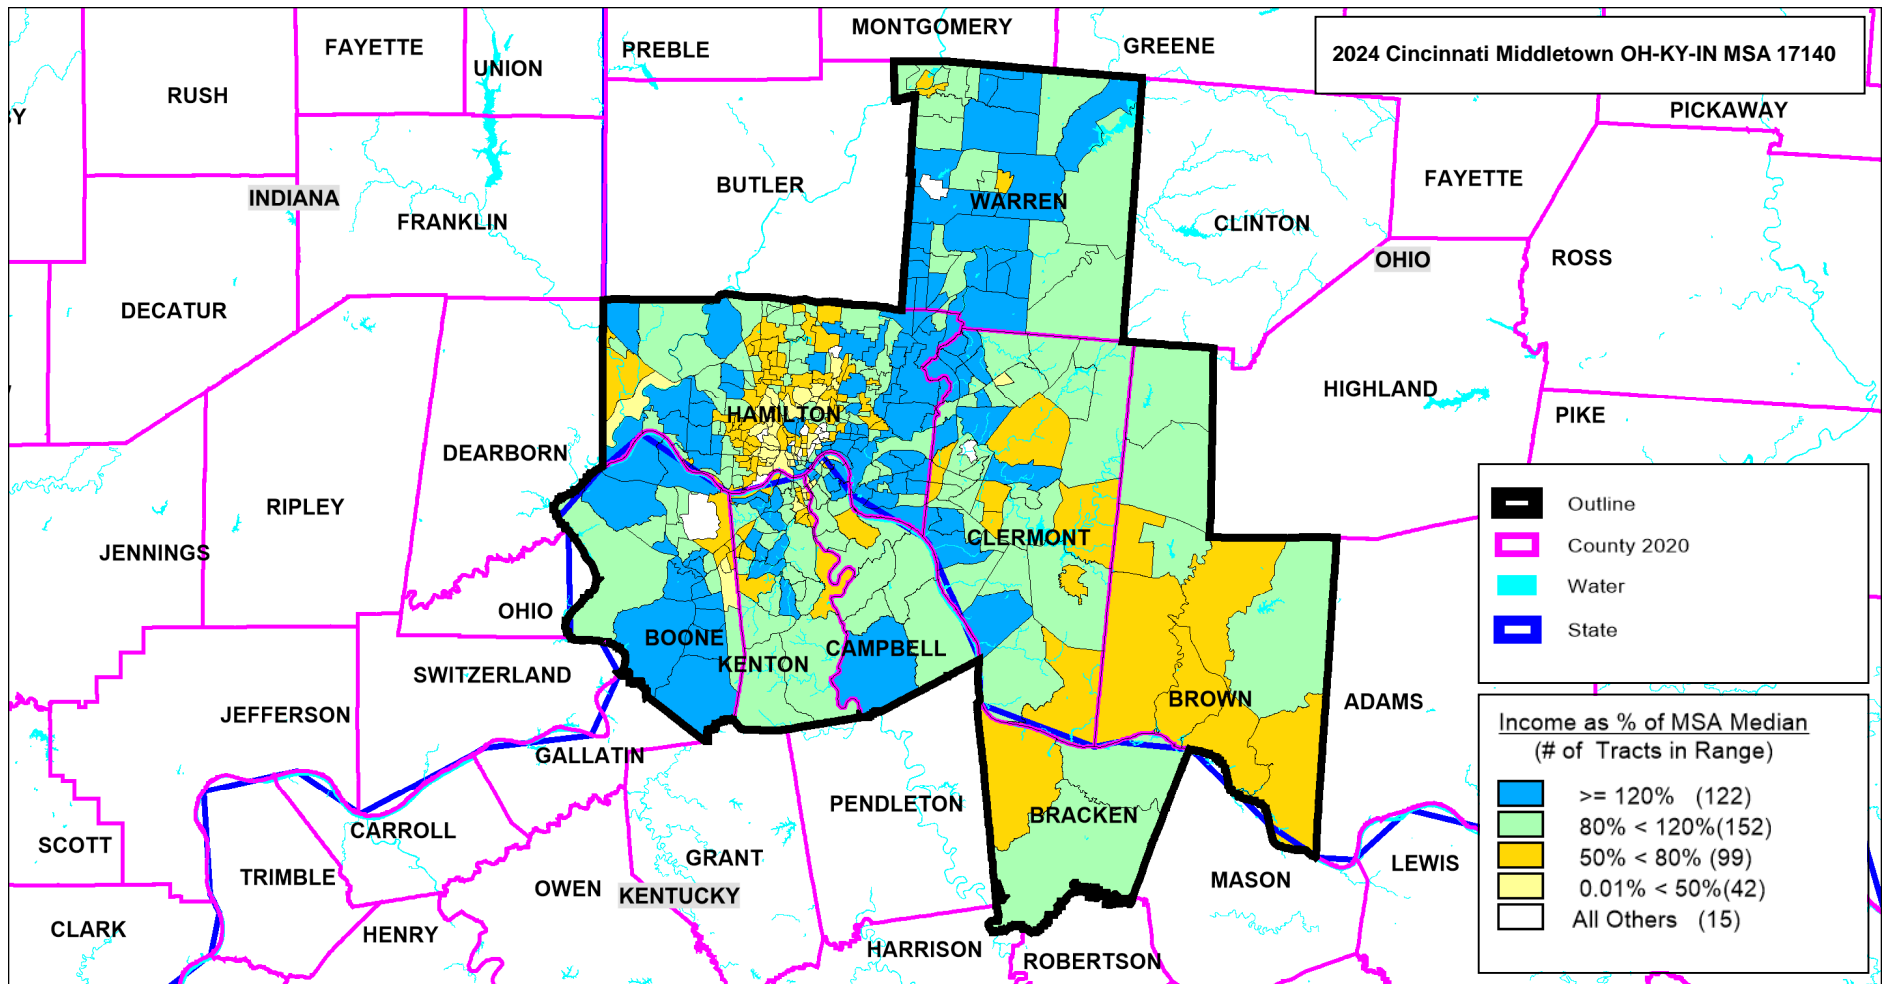 MONTGOMERY
FAYETTE
PREBLE
GREENE
UNION
2024 Cincinnati Middletown OH-KY-IN MSA 17140
RUSH
PICKAWAY
BUTLER
FAYETTE
INDIANA
WARREN
FRANKLIN
CLINTON
OHIO
ROSS
DECATUR
HIGHLAND
HAMILTON
PIKE
DEARBORN
RIPLEY
Outline
CLERMONT
County 2020
JENNINGS
Water
OHIO
State
BOONE
CAMPBELL
KENTON
SWITZERLAND
BROWN
ADAMS
JEFFERSON
GALLATIN
Income as % of MSA Median
(# of Tracts in Range)
>= 120% (122)
80% < 120%(152)
50% < 80% (99)
0.01% < 50%(42)
All Others (15)
PENDLETON
BRACKEN
CARROLL
SCOTT
GRANT
LEWIS
TRIMBLE
OWEN
KENTUCKY
MASON
CLARK
HENRY
HARRISON
ROBERTSON